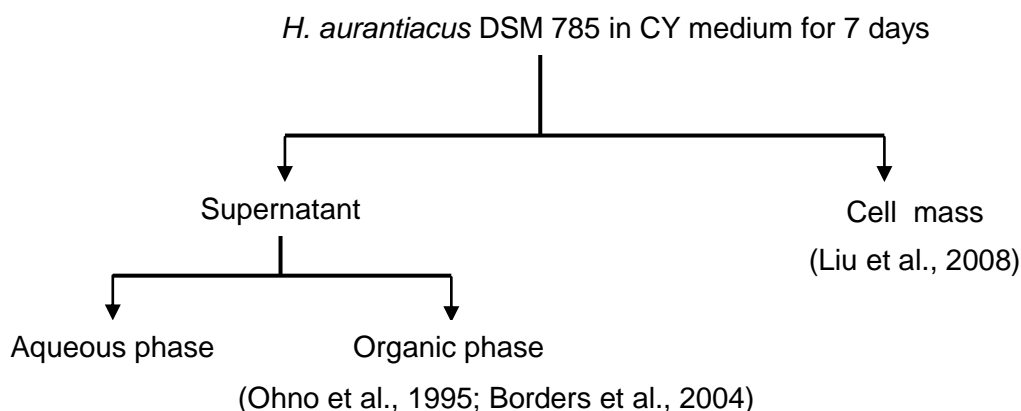 H. aurantiacus DSM 785 in CY medium for 7 days
Supernatant
Cell mass
(Liu et al., 2008)
Aqueous phase
Organic phase
(Ohno et al., 1995; Borders et al., 2004)